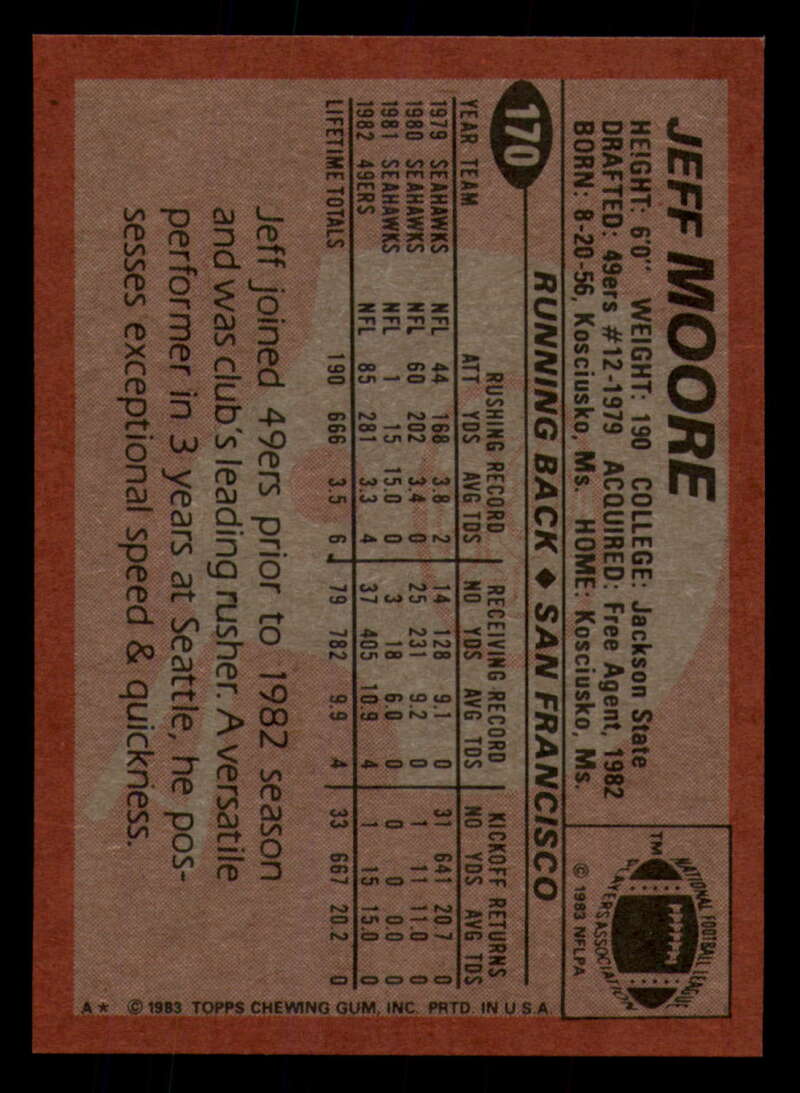 JEFF MOORE
HEIGHT: 6'0" WEIGHT: 190 COLLEGE: Jackson State
DRAFTED: 49ers #12-1979 ACQUIRED: Free Agent, 1982
BORN: 8-20-56, Kosciusko, Ms. HOME: Kosciusko, Ms.
NATIONAL FOOTBALL LEAGUE
PLAYERS ASSOCIATION
TM
© 1983 NFLPA
170
RUNNING BACK ♦ SAN FRANCISCO
RUSHING RECORD RECEIVING RECORD KICKOFF RETURNS
YEAR TEAM ATT YDS AVG TDS NO YDS AVG TDS NO YDS AVG TDS
1979 SEAHAWKS NFL 44 168 3.8 2 14 128 9.1 0 31 641 20.7 0
1980 SEAHAWKS NFL 60 202 3.4 0 25 231 9.2 0 1 11 11.0 0
1981 SEAHAWKS NFL 1 15 15.0 0 3 18 6.0 0 0 0 0.0 0
1982 49ERS NFL 85 281 3.3 4 37 405 10.9 4 1 15 15.0 0
LIFETIME TOTALS 190 666 3.5 6 79 782 9.9 4 33 667 20.2 0
Jeff joined 49ers prior to 1982 season
and was club's leading rusher. A versatile
performer in 3 years at Seattle, he pos-
sesses exceptional speed & quickness.
A* © 1983 TOPPS CHEWING GUM, INC. PRTD. IN U.S.A.